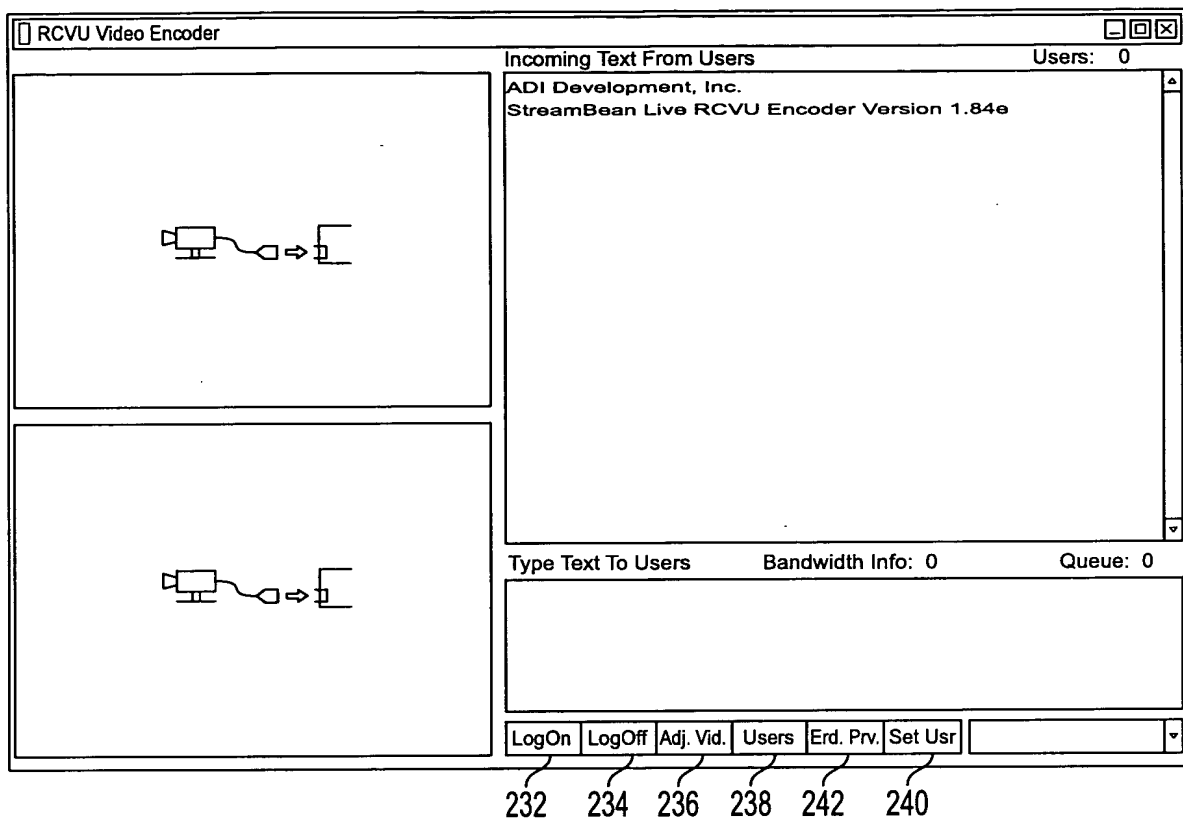 RCVU Video Encoder
Incoming Text From Users Users: 0
ADI Development, Inc.
StreamBean Live RCVU Encoder Version 1.84e
Type Text To Users Bandwidth Info: 0 Queue: 0
LogOn LogOff Adj. Vid. Users Erd. Prv. Set Usr
232 234 236 238 242 240